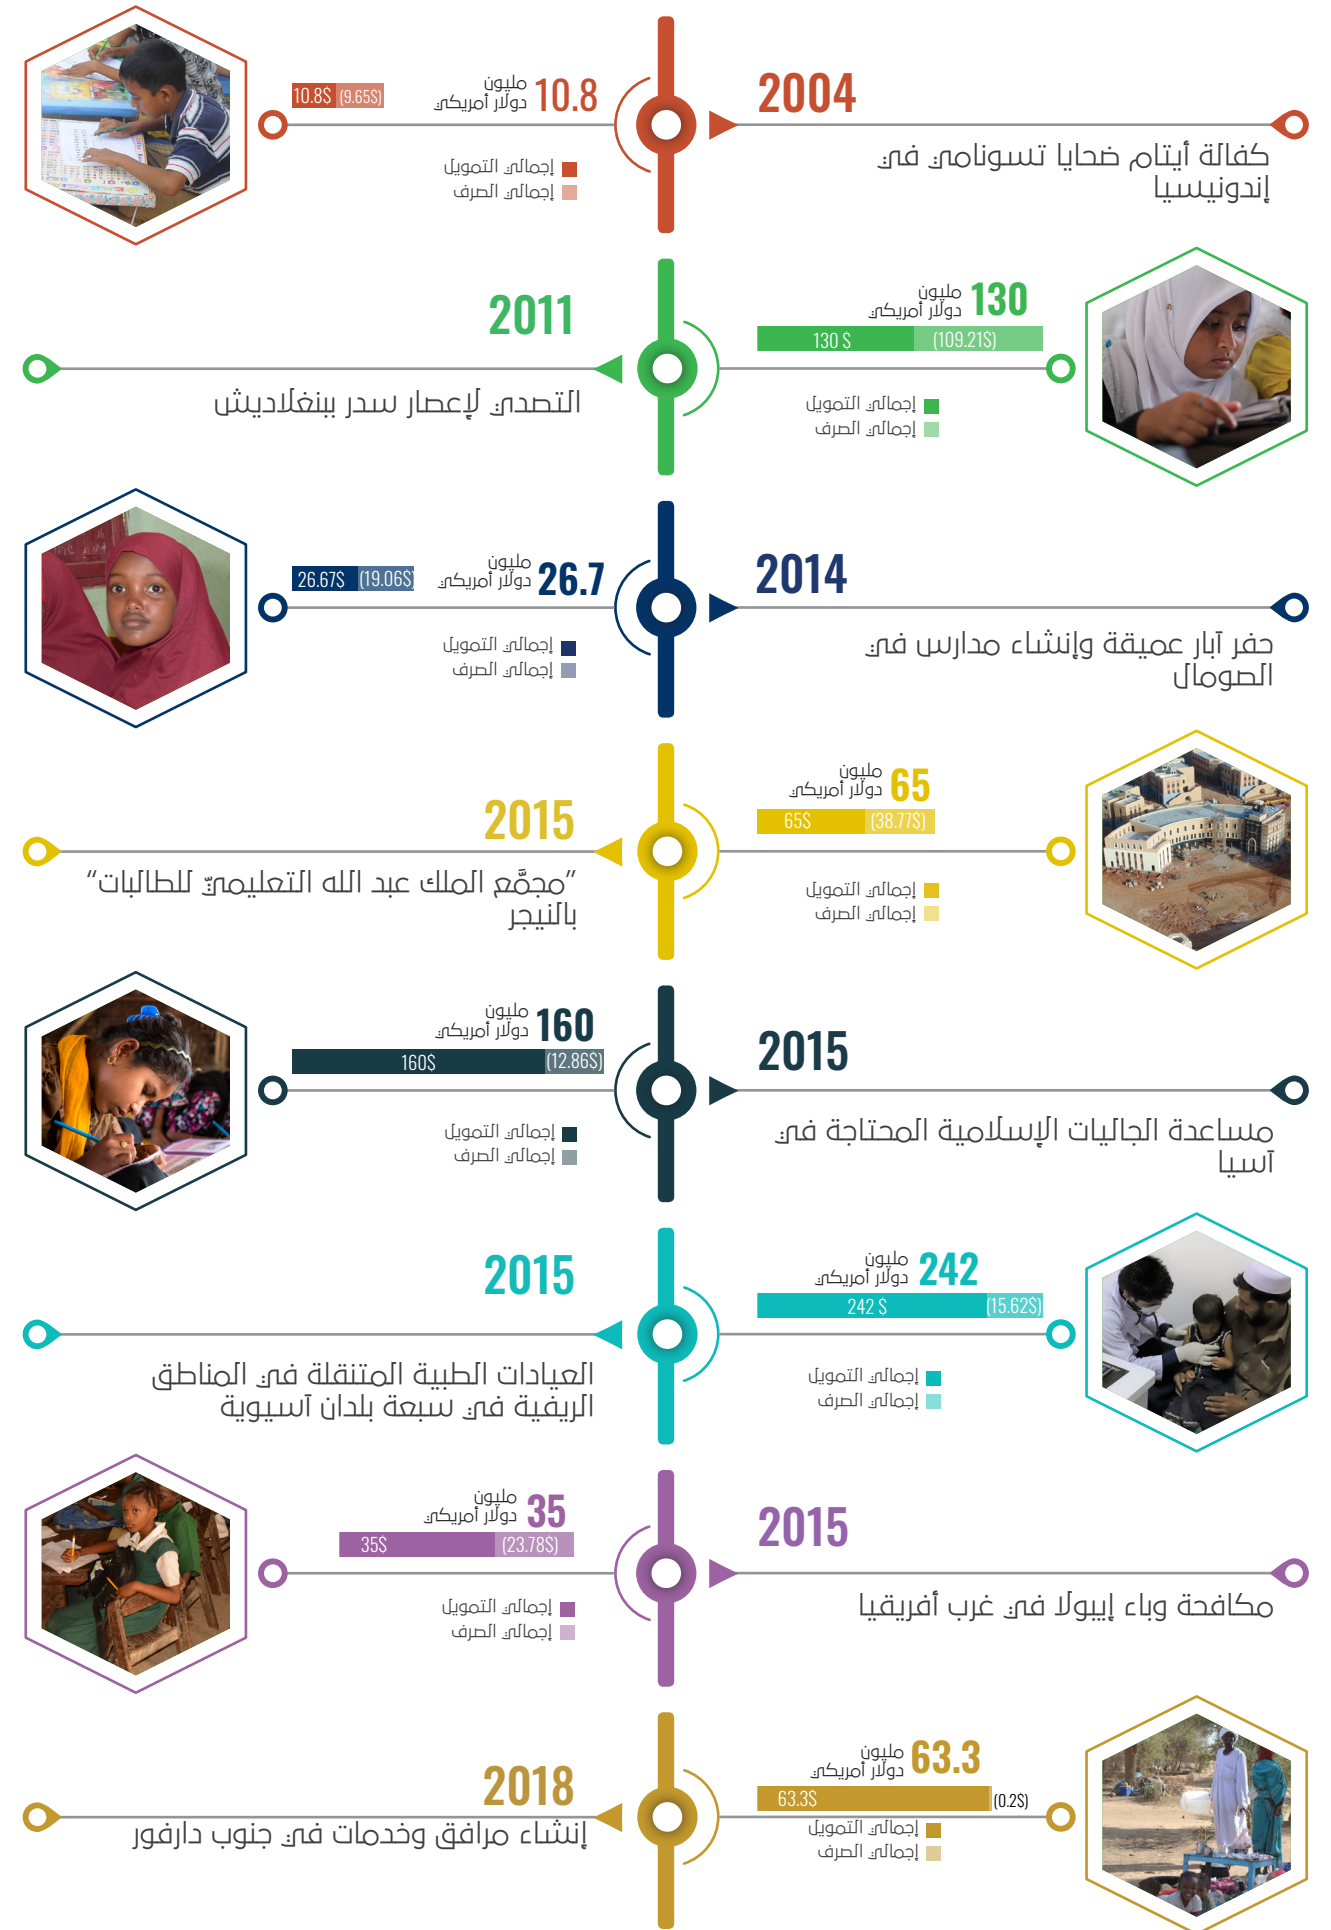 2004
كفالة أيتام ضحايا تسونامي في
إندونيسيا
10.8 مليون
دولار أمريكي
10.8$ (9.65$)
إجمالي التمويل
إجمالي الصرف
130 مليون
دولار أمريكي
130 $ (109.21$)
إجمالي التمويل
إجمالي الصرف
2011
التصدي لإعصار سدر ببنغلاديش
2014
حفر آبار عميقة وإنشاء مدارس في
الصومال
26.7 مليون
دولار أمريكي
26.67$ (19.06$)
إجمالي التمويل
إجمالي الصرف
65 مليون
دولار أمريكي
65$ (38.77$)
إجمالي التمويل
إجمالي الصرف
2015
”مجمَّع الملك عبد الله التعليميّ للطالبات“
بالنيجر
2015
مساعدة الجاليات الإسلامية المحتاجة في
آسيا
160 مليون
دولار أمريكي
160$ (12.86$)
إجمالي التمويل
إجمالي الصرف
242 مليون
دولار أمريكي
242 $ (15.62$)
إجمالي التمويل
إجمالي الصرف
2015
العيادات الطبية المتنقلة في المناطق
الريفية في سبعة بلدان آسيوية
2015
مكافحة وباء إيبولا في غرب أفريقيا
35 مليون
دولار أمريكي
35$ (23.78$)
إجمالي التمويل
إجمالي الصرف
63.3 مليون
دولار أمريكي
63.3$ (0.2$)
إجمالي التمويل
إجمالي الصرف
2018
إنشاء مرافق وخدمات في جنوب دارفور